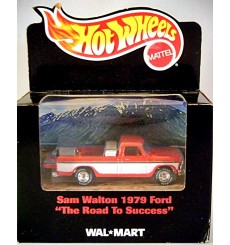 Hot Wheels
MATTEL
Sam Walton 1979 Ford
"The Road To Success"
WAL★MART